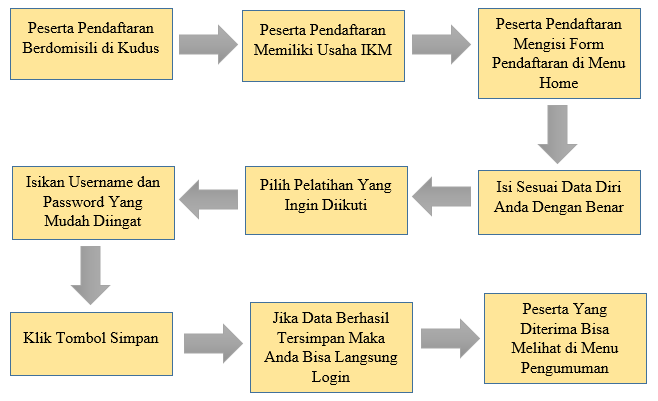 Peserta Pendaftaran
Berdomisili di Kudus
Peserta Pendaftaran
Memiliki Usaha IKM
Peserta Pendaftaran
Mengisi Form
Pendaftaran di Menu
Home
Isi Sesuai Data Diri
Anda Dengan Benar
Pilih Pelatihan Yang
Ingin Diikuti
Isikan Username dan
Password Yang
Mudah Diingat
Klik Tombol Simpan
Jika Data Berhasil
Tersimpan Maka
Anda Bisa Langsung
Login
Peserta Yang
Diterima Bisa
Melihat di Menu
Pengumuman